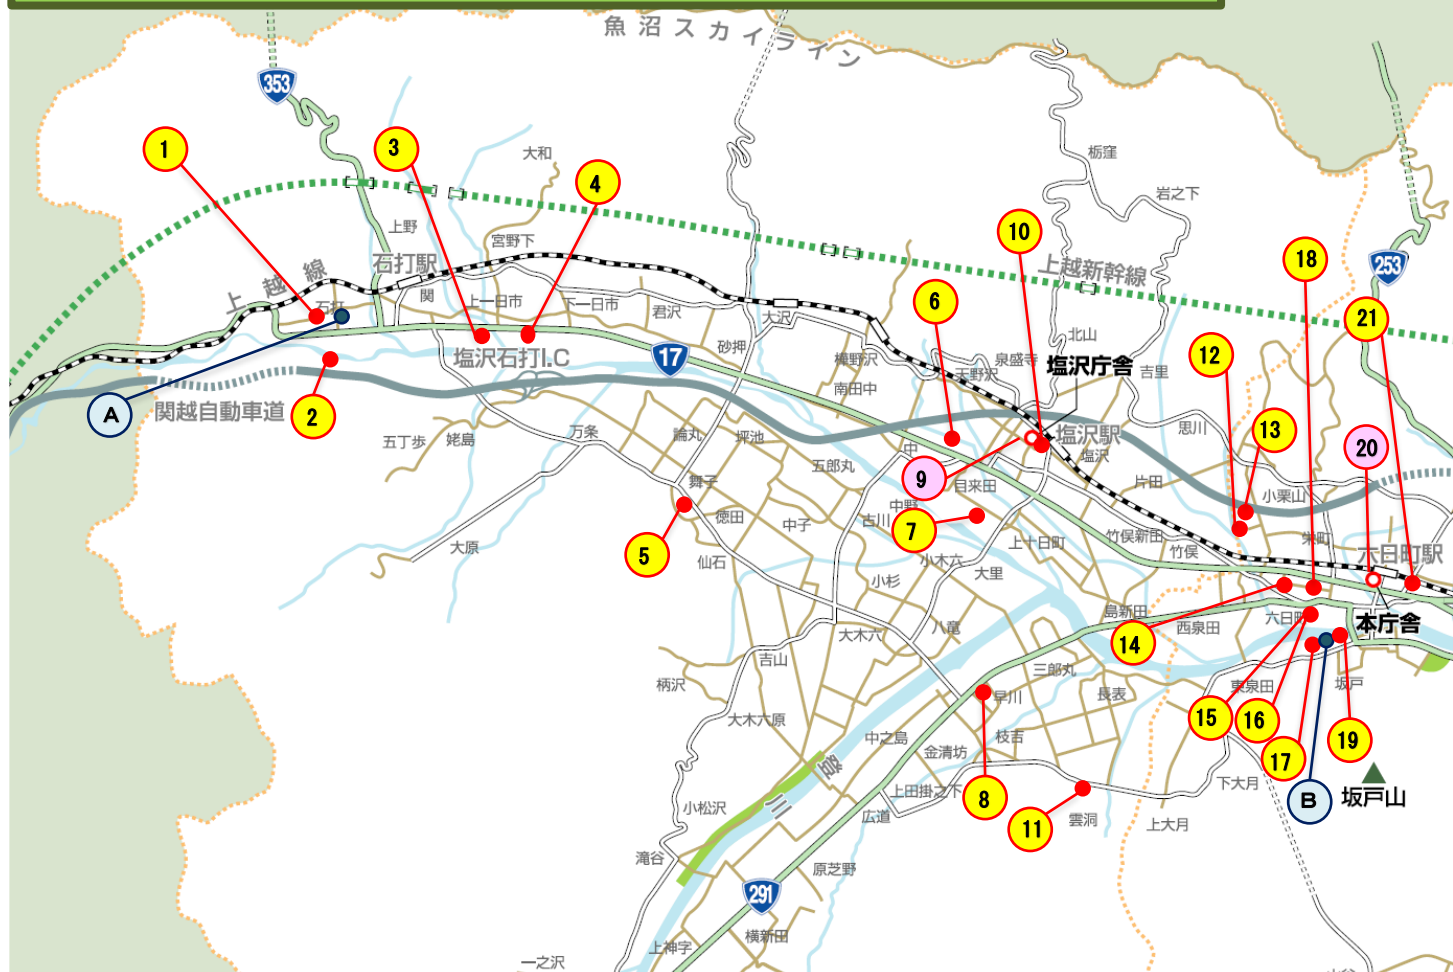 魚沼スカイライン
353
1
3
大和
4
栃窪
岩之下
上野
宮野下
10
上越新幹線
18
253
上越線
石打駅
石打
関
上一日市
下一日市
君沢
大沢
6
21
北山
砂押
塩沢石打I.C
17
樺野沢
泉盛寺
天野沢
塩沢庁舎
吉里
12
南田中
A
関越自動車道
2
五丁歩
姥島
万条
論丸
坪池
中
塩沢駅
塩沢
思川
13
20
五郎丸
9
目来田
片田
小栗山
舞子
中野
古川
7
徳田
中子
上十日町
竹俣新田
竹俣
栄町
六日町駅
大原
5
仙石
小木六
大里
小杉
島新田
西泉田
六日町
本庁舎
14
大木六
八竜
吉山
三郎丸
柄沢
早川
長表
東泉田
坂戸
大木六原
15
16
19
中之島
金清坊
枝吉
17
登川
上田掛之下
8
下大月
B
坂戸山
小松沢
広道
11
雲洞
上大月
滝谷
原芝野
291
横新田
上神字
一之沢